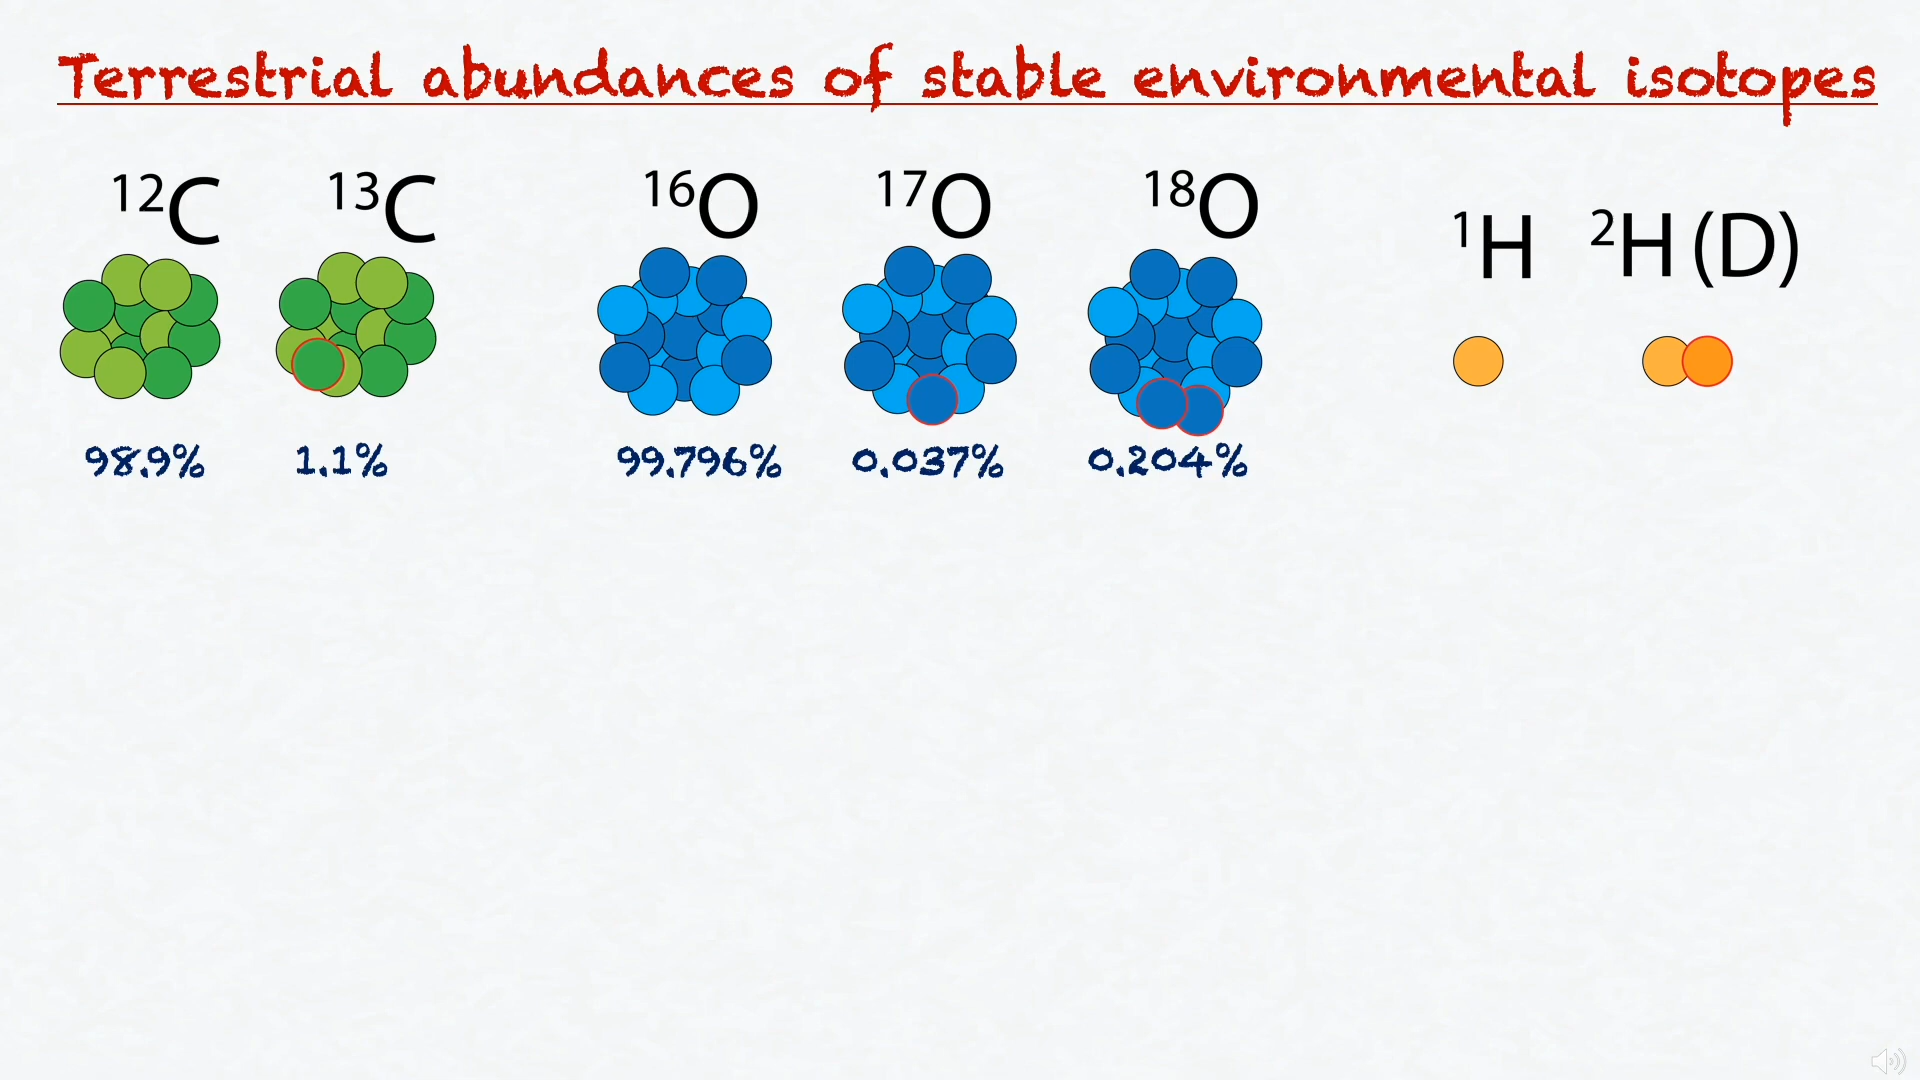 Terrestrial abundances of stable environmental isotopes
¹²C ¹³C ¹⁶O ¹⁷O ¹⁸O ¹H ²H (D)
98.9% 1.1% 99.796% 0.037% 0.204%